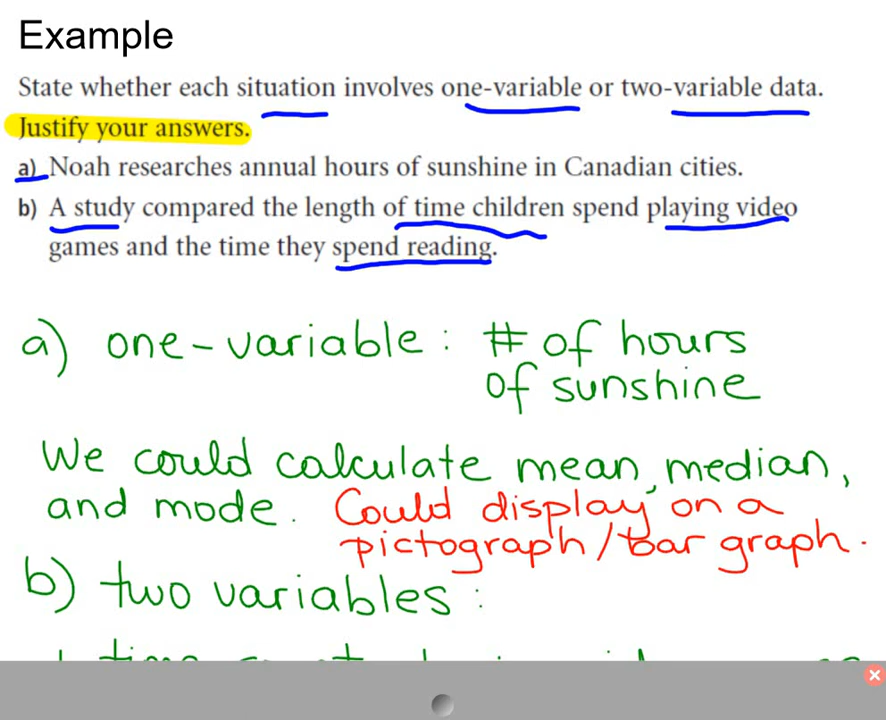 Example
State whether each situation involves one-variable or two-variable data.
Justify your answers.
a) Noah researches annual hours of sunshine in Canadian cities.
b) A study compared the length of time children spend playing video
games and the time they spend reading.
a) one-variable: # of hours
of sunshine
We could calculate mean, median,
and mode. Could display on a
pictograph/bar graph.
b) two variables: